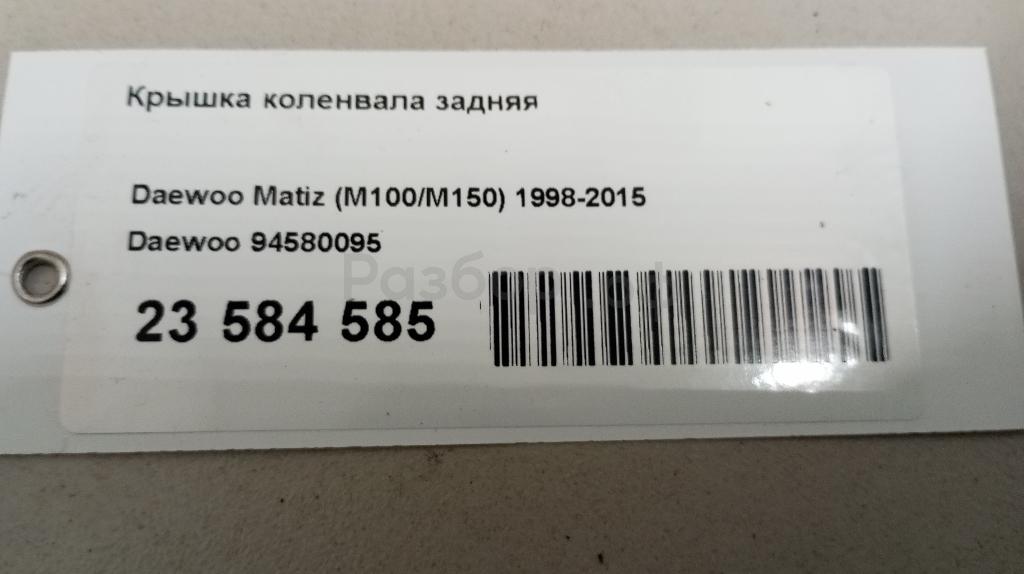 Крышка коленвала задняя
Daewoo Matiz (M100/M150) 1998-2015
Daewoo 94580095
23 584 585